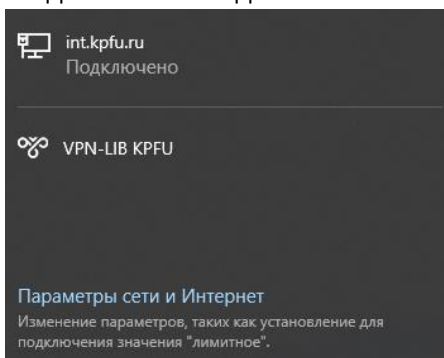 int.kpfu.ru
Подключено
VPN-LIB KPFU
Параметры сети и Интернет
Изменение параметров, таких как установление для
подключения значения "лимитное".